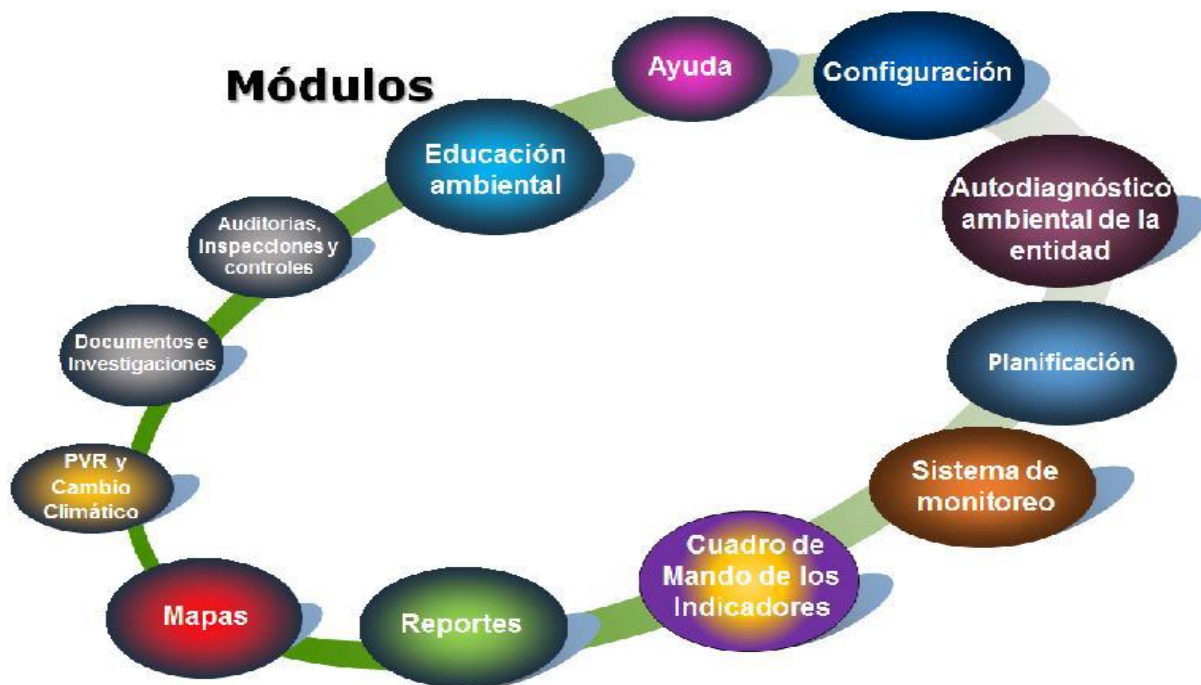 Módulos
Ayuda
Configuración
Educación
ambiental
Autodiagnóstico
ambiental de la
entidad
Auditorias,
Inspecciones y
controles
Documentos e
Investigaciones
Planificación
PVR y
Cambio
Climático
Sistema de
monitoreo
Cuadro de
Mando de los
Indicadores
Mapas
Reportes